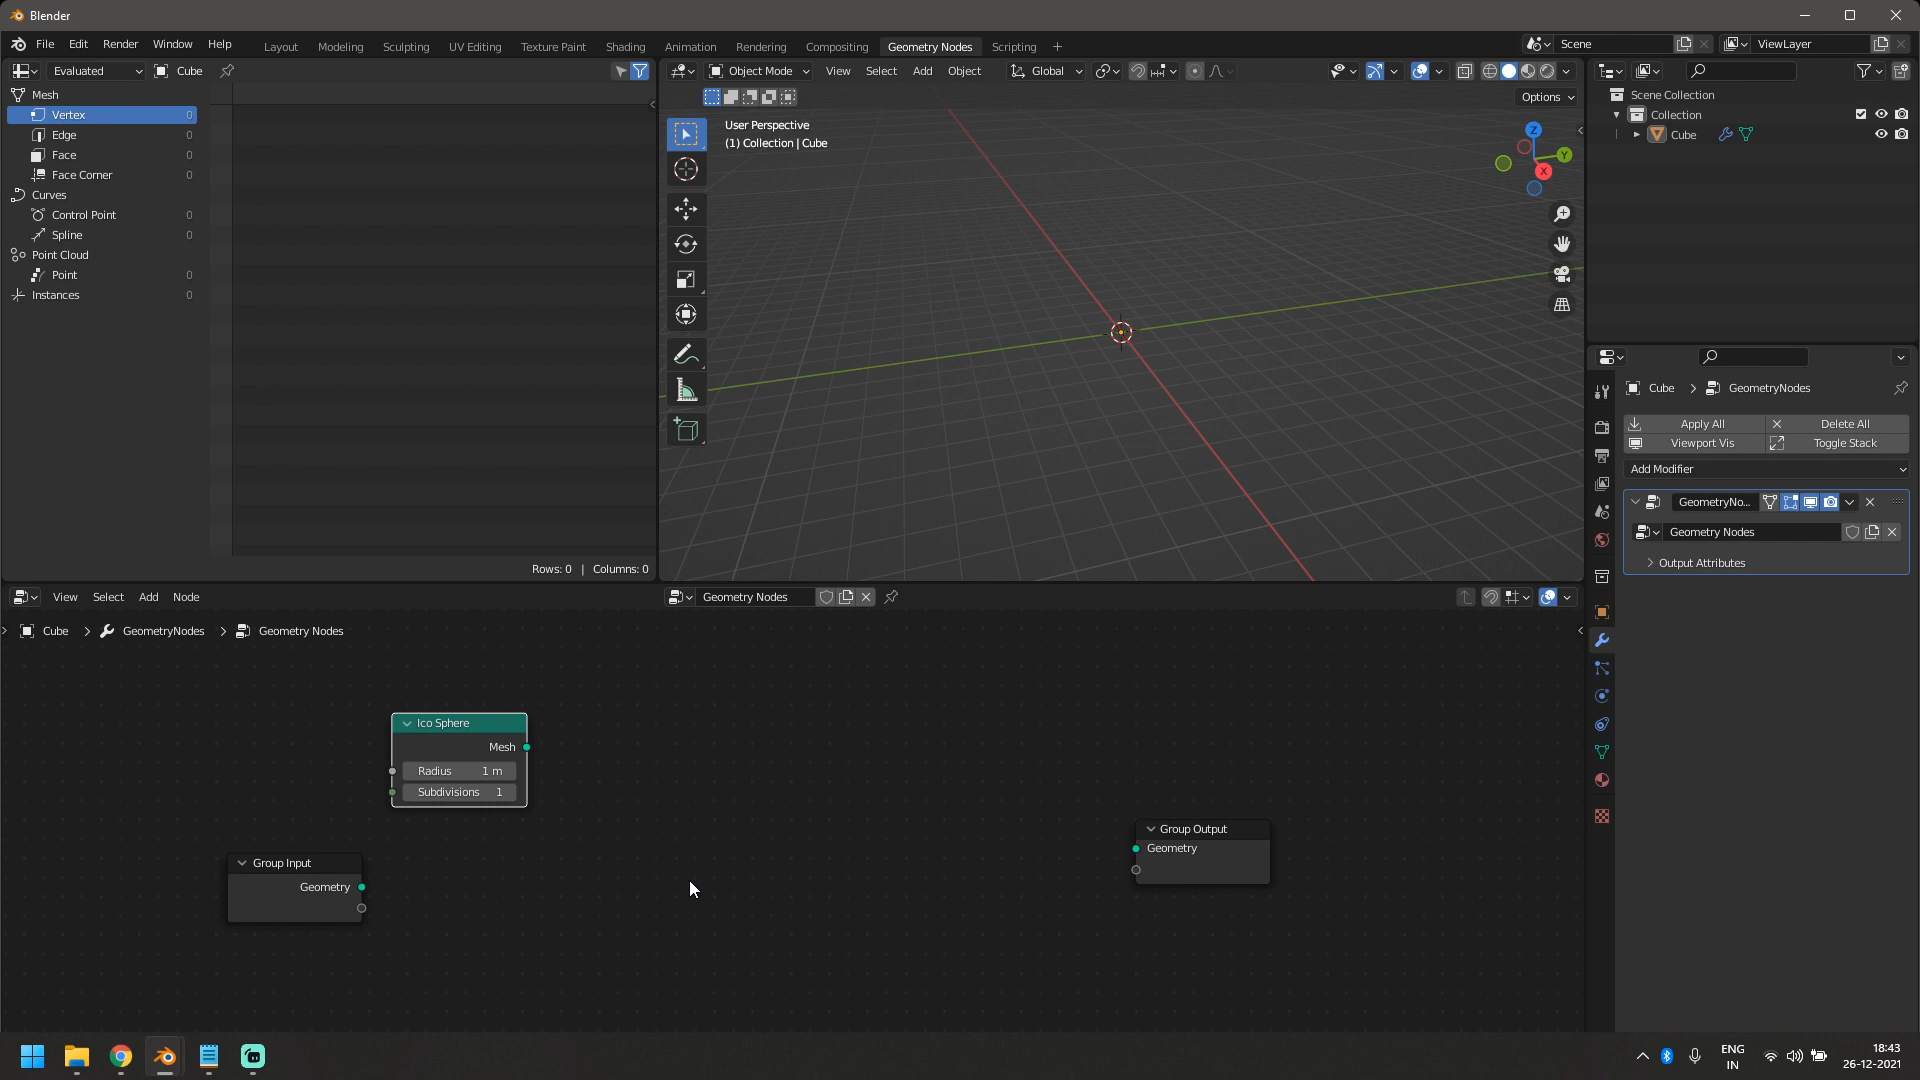 Blender
File Edit Render Window Help
Layout Modeling Sculpting UV Editing Texture Paint Shading Animation Rendering Compositing Geometry Nodes Scripting +
Scene
ViewLayer
Evaluated
Cube
Object Mode View Select Add Object
Global
Options
Mesh
Vertex 0
Edge 0
Face 0
Face Corner 0
Curves
Control Point 0
Spline 0
Point Cloud
Point 0
Instances 0
Rows: 0 | Columns: 0
User Perspective
(1) Collection | Cube
Z
Y
X
Scene Collection
Collection
Cube
Cube > GeometryNodes
Apply All
Delete All
Viewport Vis
Toggle Stack
Add Modifier
GeometryNo...
Geometry Nodes
Output Attributes
View Select Add Node
Geometry Nodes
Cube > GeometryNodes > Geometry Nodes
Ico Sphere
Mesh
Radius 1 m
Subdivisions 1
Group Input
Geometry
Group Output
Geometry
ENG
IN
18:43
26-12-2021